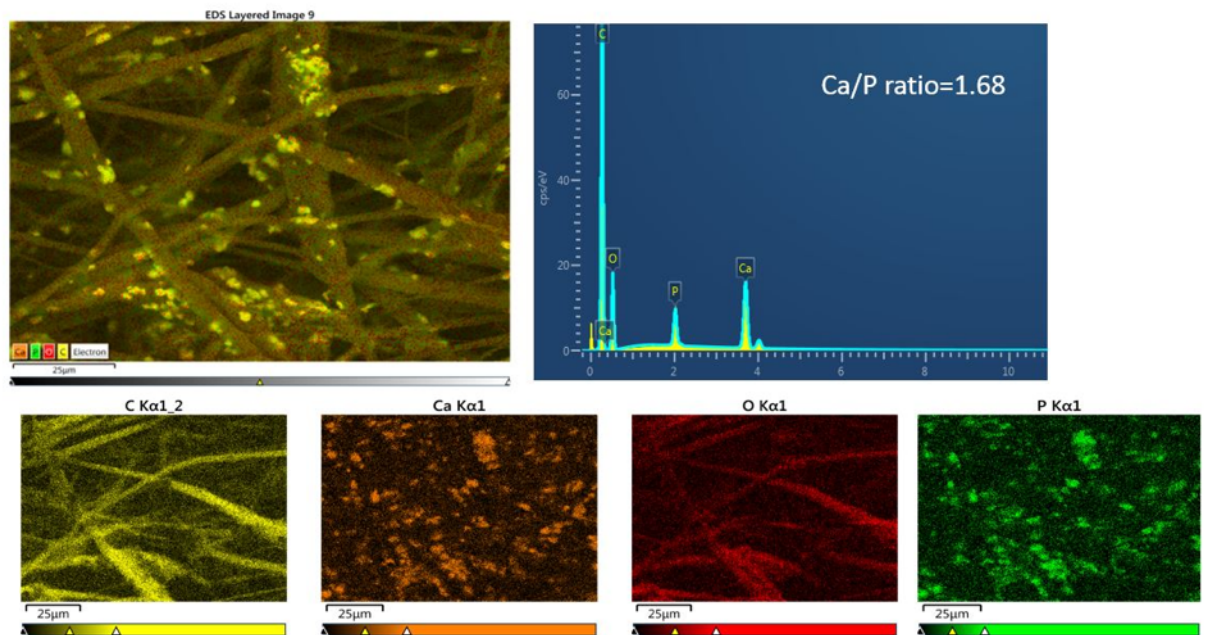 EDS Layered Image 9
Ca P O C Electron
25µm
C
Ca/P ratio=1.68
60
40
cps/eV
20
O
P
Ca
Ca
0
0 2 4 6 8 10
C Kα1_2
Ca Kα1
O Kα1
P Kα1
25µm
25µm
25µm
25µm